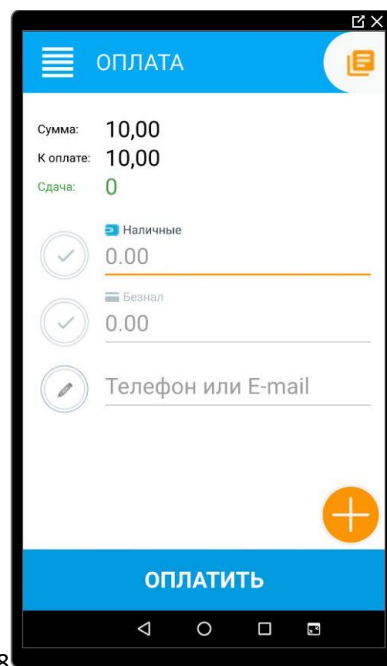 ОПЛАТА
Сумма: 10,00
К оплате: 10,00
Сдача: 0
Наличные
0.00
Безнал
0.00
Телефон или E-mail
ОПЛАТИТЬ
8